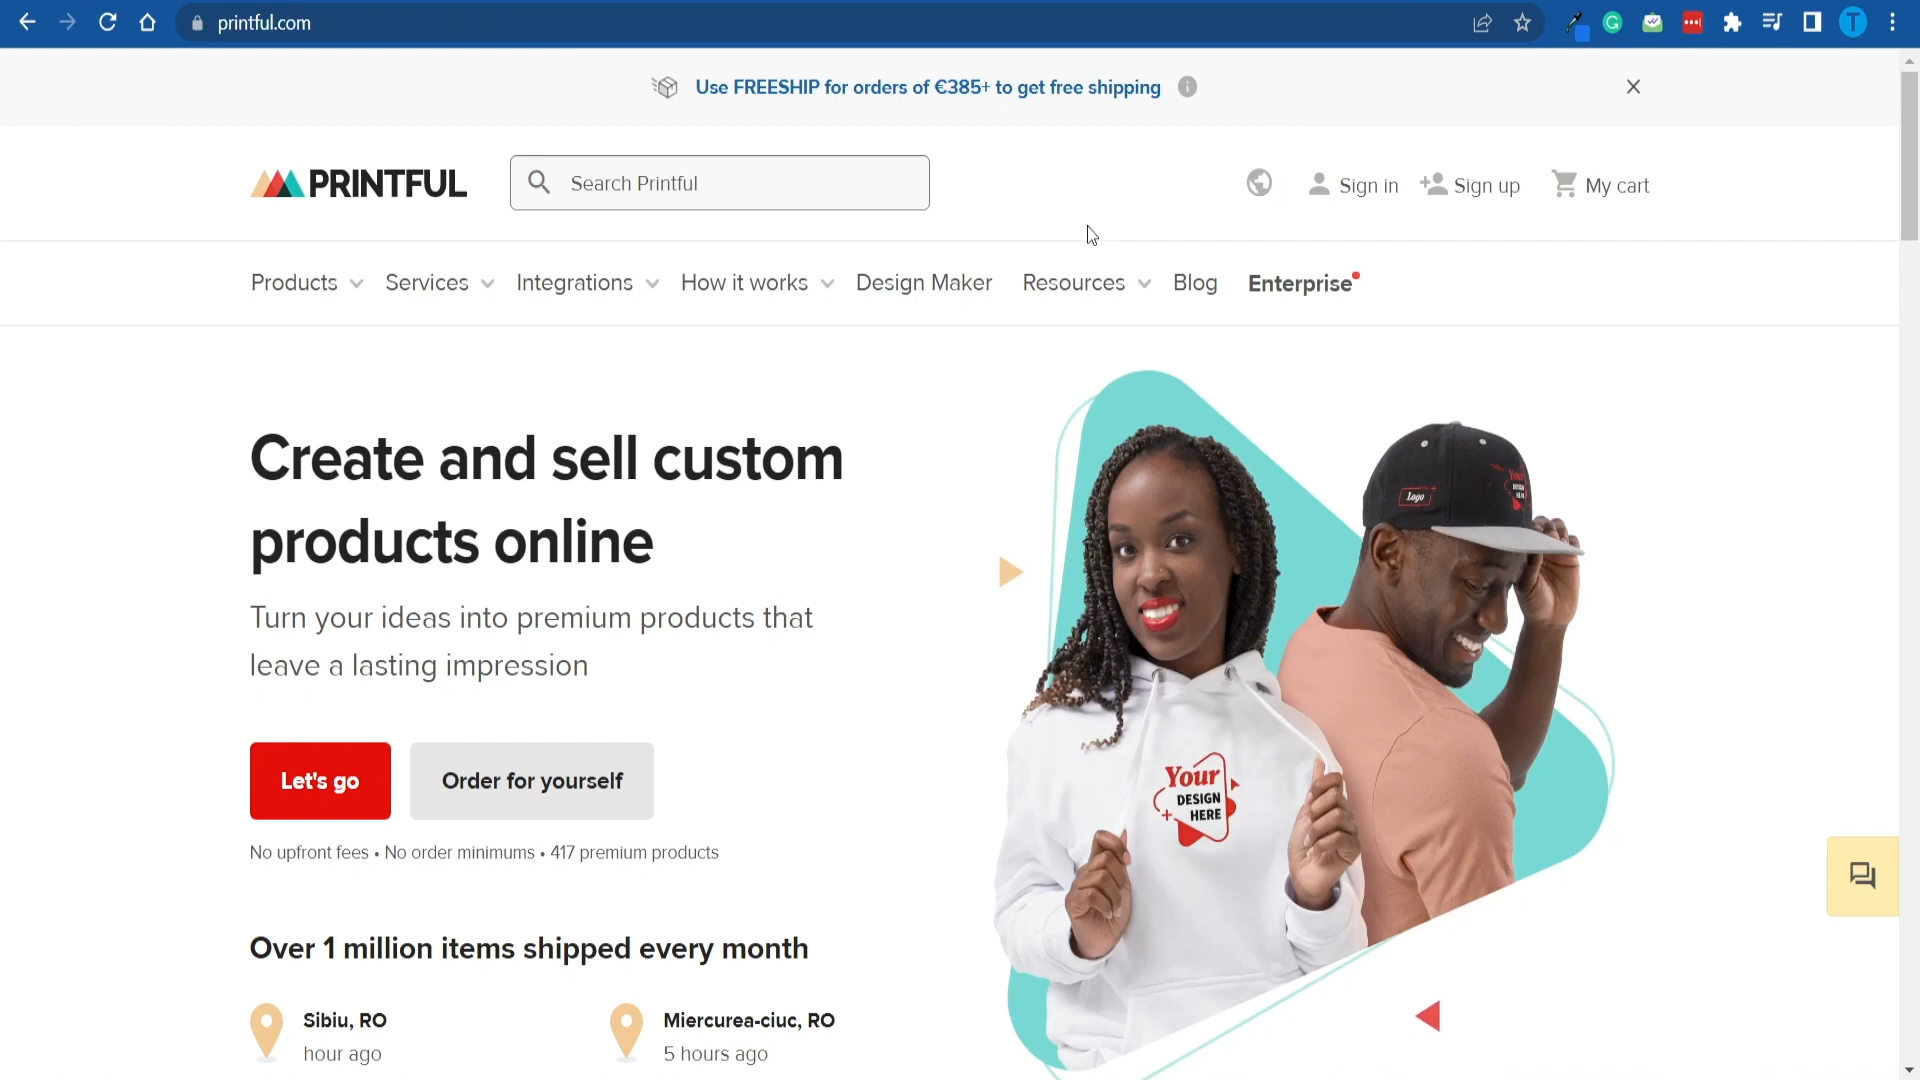 printful.com
T
Use FREESHIP for orders of €385+ to get free shipping
PRINTFUL
Search Printful
Sign in
Sign up
My cart
Products
Services
Integrations
How it works
Design Maker
Resources
Blog
Enterprise
Create and sell custom
products online
Turn your ideas into premium products that
leave a lasting impression
Let's go
Order for yourself
No upfront fees • No order minimums • 417 premium products
Logo
Your
DESIGN
HERE
Your
DESIGN
HERE
Over 1 million items shipped every month
Sibiu, RO
hour ago
Miercurea-ciuc, RO
5 hours ago